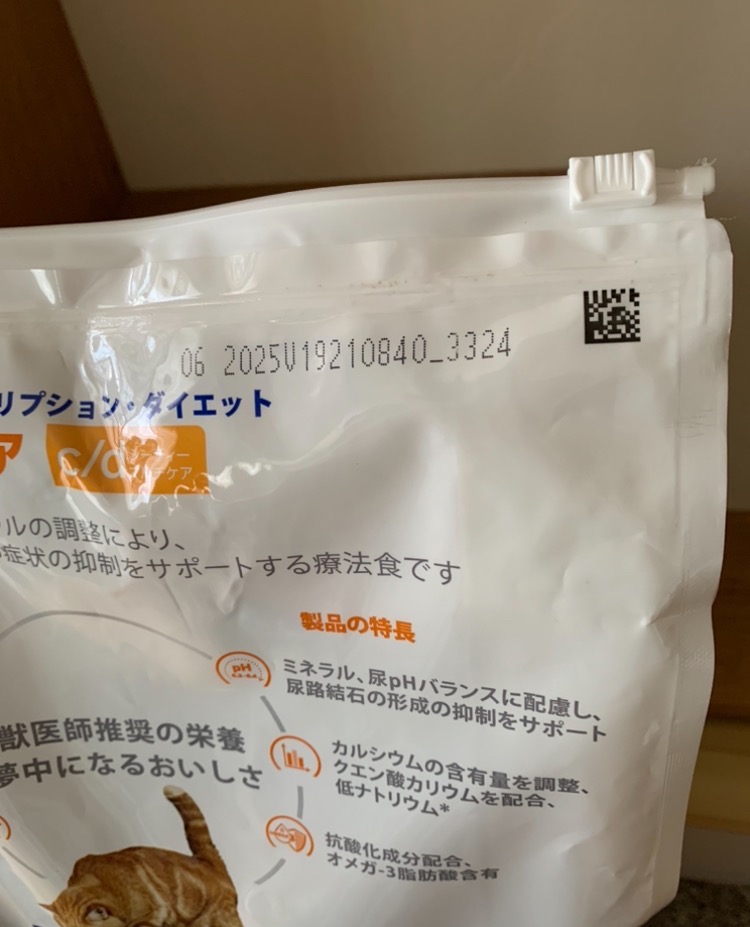 06 2025V19210840_3324
リプション・ダイエット
ア
c/d
ケア
ルの調整により、
症状の抑制をサポートする療法食です
製品の特長
pH
ミネラル、尿pHバランスに配慮し、
尿路結石の形成の抑制をサポート
獣医師推奨の栄養
夢中になるおいしさ
カルシウムの含有量を調整、
クエン酸カリウムを配合、
低ナトリウム*
抗酸化成分配合、
オメガ-3脂肪酸含有